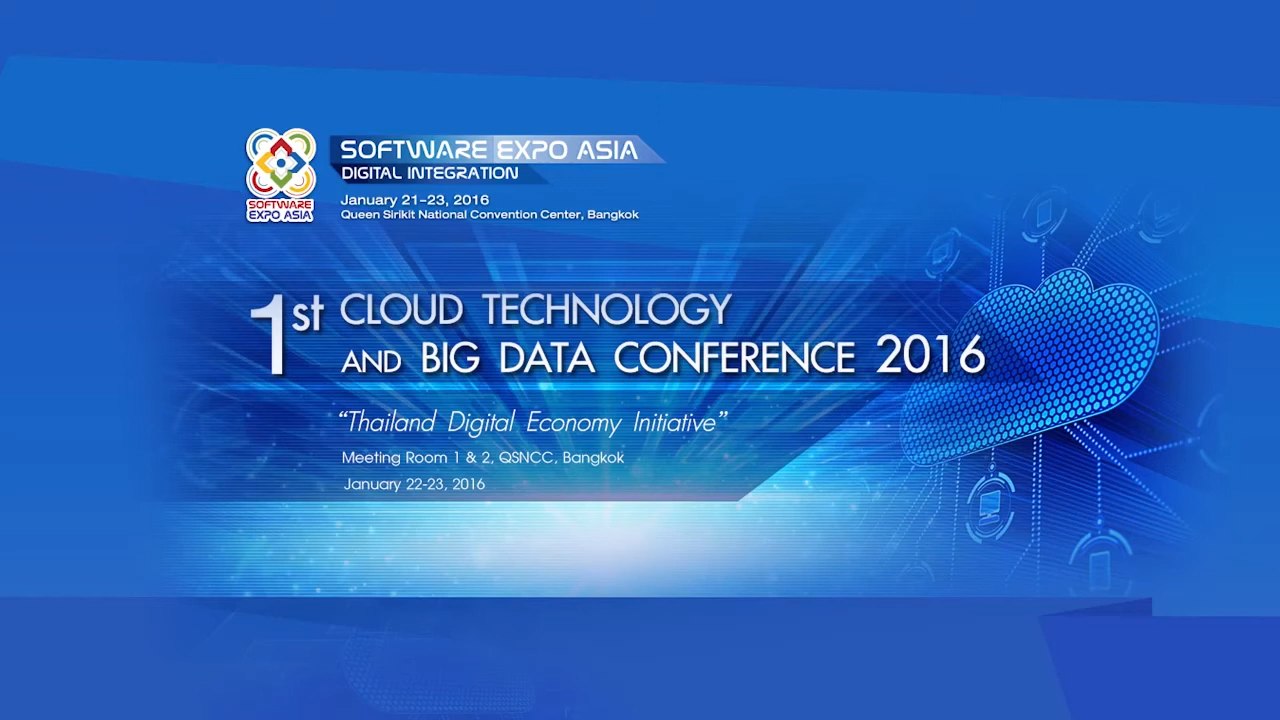 SOFTWARE
EXPO ASIA
SOFTWARE EXPO ASIA
DIGITAL INTEGRATION
January 21-23, 2016
Queen Sirikit National Convention Center, Bangkok
1st CLOUD TECHNOLOGY
AND BIG DATA CONFERENCE 2016
“Thailand Digital Economy Initiative”
Meeting Room 1 & 2, QSNCC, Bangkok
January 22-23, 2016